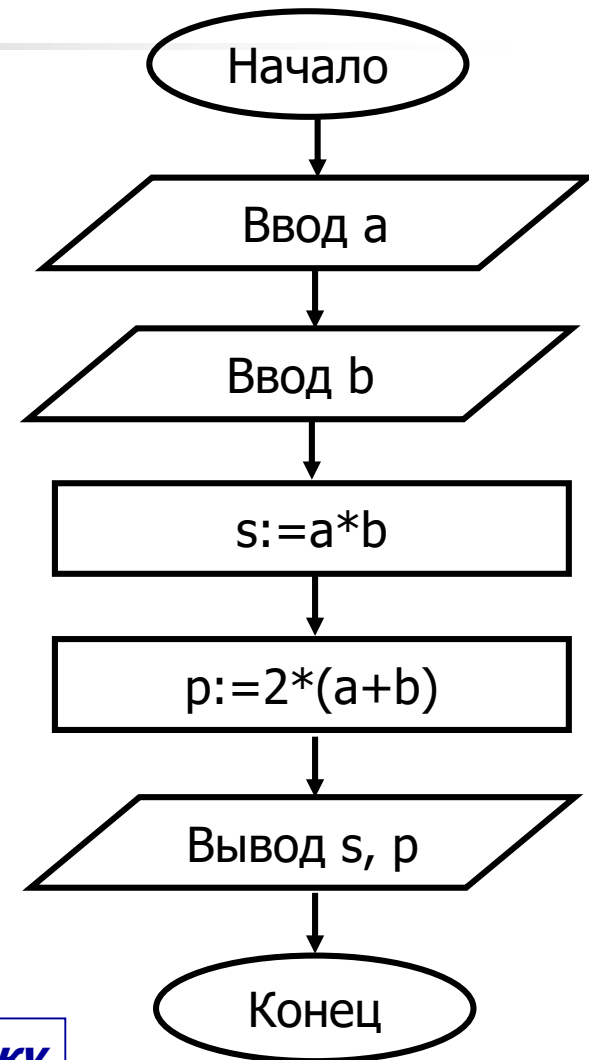 Начало
Ввод a
Ввод b
s:=a*b
p:=2*(a+b)
Вывод s, p
Конец